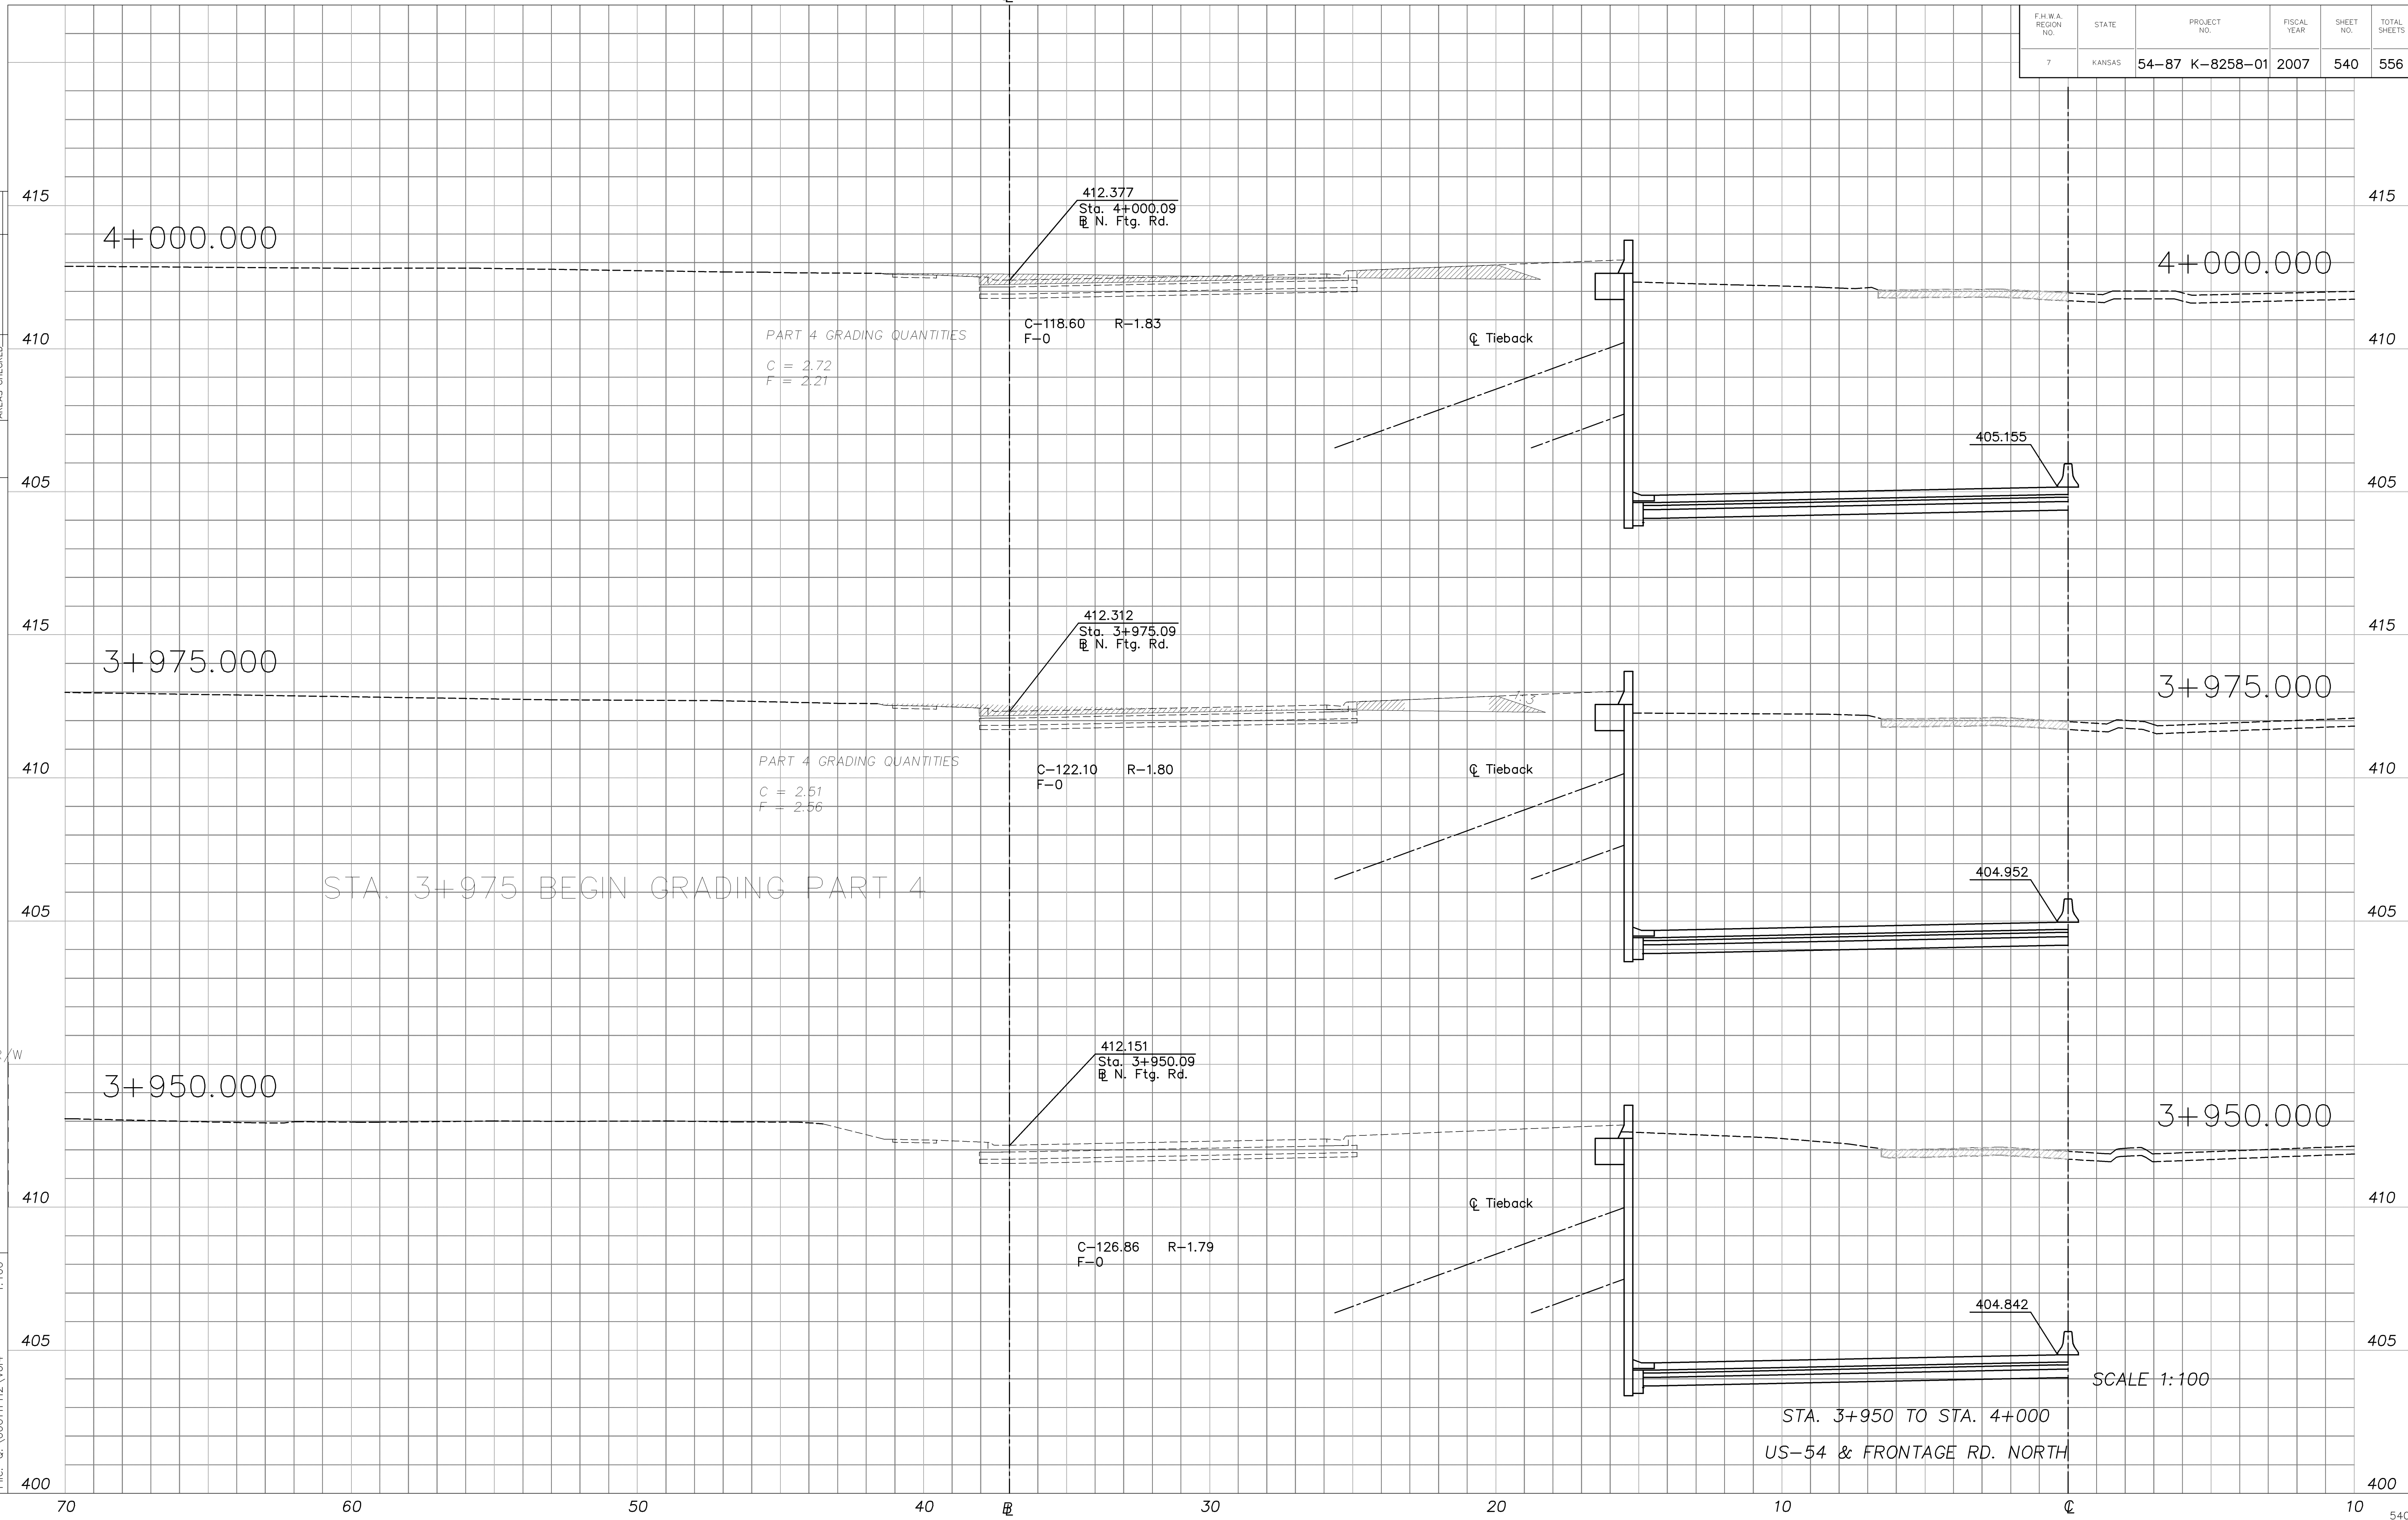 F.H.W.A. REGION NO. STATE PROJECT NO. FISCAL YEAR SHEET NO. TOTAL SHEETS
7 KANSAS 54-87 K-8258-01 2007 540 556
415 415
412.377
Sta. 4+000.09
℄ N. Ftg. Rd.
4+000.000 4+000.000
C-118.60 R-1.83
F-0
PART 4 GRADING QUANTITIES
C = 2.72
F = 2.21
℄ Tieback
410 410
405.155
405 405
412.312
Sta. 3+975.09
℄ N. Ftg. Rd.
415 415
3+975.000 3+975.000
1:3
PART 4 GRADING QUANTITIES
C = 2.51
F = 2.56
C-122.10 R-1.80
F-0
℄ Tieback
410 410
404.952
STA. 3+975 BEGIN GRADING PART 4
405 405
412.151
Sta. 3+950.09
℄ N. Ftg. Rd.
R/W
3+950.000 3+950.000
410 410
℄ Tieback
C-126.86 R-1.79
F-0
404.842
405 405
SCALE 1:100
STA. 3+950 TO STA. 4+000
US-54 & FRONTAGE RD. NORTH
400 400
70 60 50 40 ℄ 30 20 10 ℄ 10
540